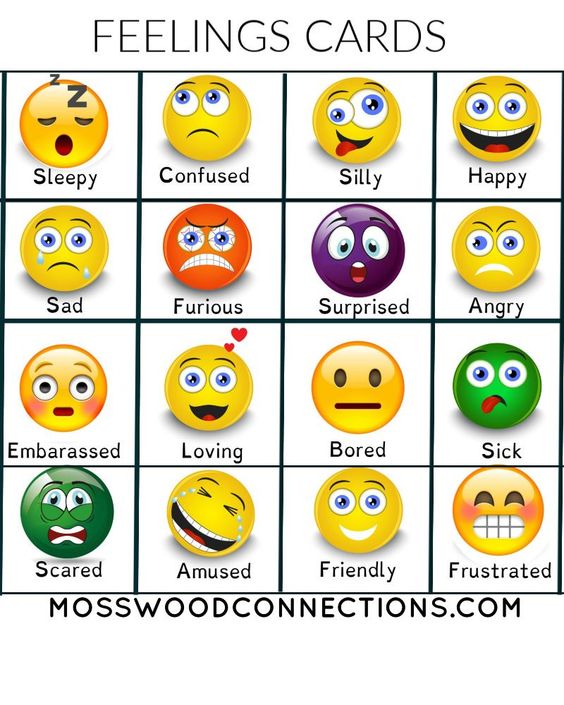 FEELINGS CARDS
z
z
Sleepy Confused Silly Happy
Sad Furious Surprised Angry
Embarassed Loving Bored Sick
Scared Amused Friendly Frustrated
MOSSWOODCONNECTIONS.COM